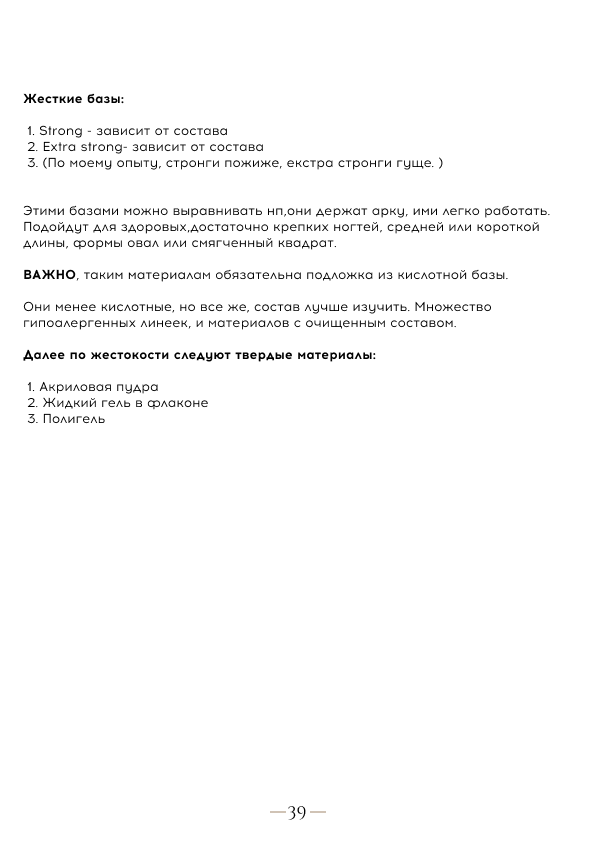 Жесткие базы:
1. Strong - зависит от состава
2. Extra strong- зависит от состава
3. (По моему опыту, стронги пожиже, екстра стронги гуще. )
Этими базами можно выравнивать нп,они держат арку, ими легко работать.
Подойдут для здоровых,достаточно крепких ногтей, средней или короткой
длины, формы овал или смягченный квадрат.
ВАЖНО, таким материалам обязательна подложка из кислотной базы.
Они менее кислотные, но все же, состав лучше изучить. Множество
гипоалергенных линеек, и материалов с очищенным составом.
Далее по жестокости следуют твердые материалы:
1. Акриловая пудра
2. Жидкий гель в флаконе
3. Полигель
—39—